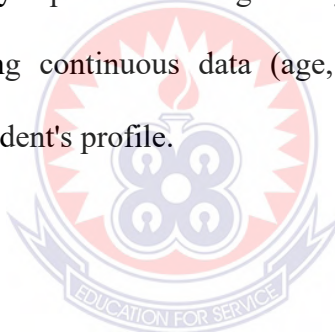 ng continuous data (age,
dent's profile.
EDUCATION FOR SERVICE